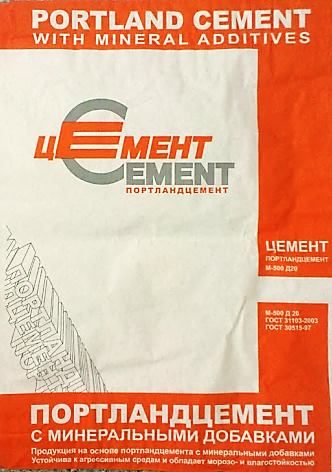 PORTLAND CEMENT
WITH MINERAL ADDITIVES
ЦЕМЕНТ
CEMENT
ПОРТЛАНДЦЕМЕНТ
ЦЕМЕНТ
ПОРТЛАНДЦЕМЕНТ
М-500 Д20
М-500 Д 20
ГОСТ 31103-2003
ГОСТ 30515-97
ПОРТЛАНДЦЕМЕНТ
С МИНЕРАЛЬНЫМИ ДОБАВКАМИ
Продукция на основе портландцемента с минеральными добавками
Устойчива к агрессивным средам и обладает морозо- и влагостойкостью